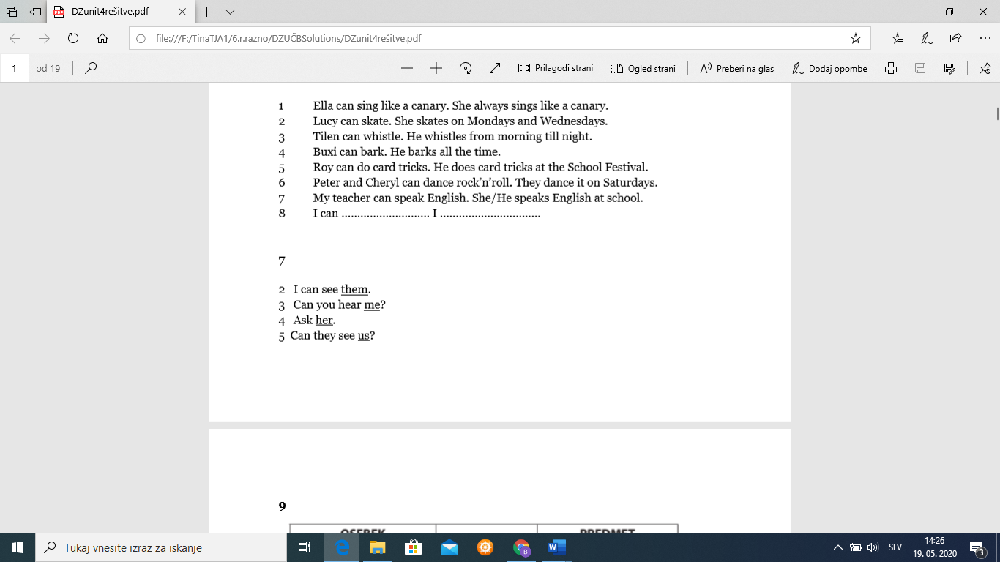 DZunit4rešitve.pdf
file:///F:/TinaTJA1/6.r.razno/DZUČBSolutions/DZunit4rešitve.pdf
1 od 19 Prilagodi strani Ogled strani Preberi na glas Dodaj opombe
1 Ella can sing like a canary. She always sings like a canary.
2 Lucy can skate. She skates on Mondays and Wednesdays.
3 Tilen can whistle. He whistles from morning till night.
4 Buxi can bark. He barks all the time.
5 Roy can do card tricks. He does card tricks at the School Festival.
6 Peter and Cheryl can dance rock’n’roll. They dance it on Saturdays.
7 My teacher can speak English. She/He speaks English at school.
8 I can ............................ I ................................
7
2 I can see them.
3 Can you hear me?
4 Ask her.
5 Can they see us?
9
OSEBEK PREDMET
Tukaj vnesite izraz za iskanje
SLV
14:26
19. 05. 2020
3